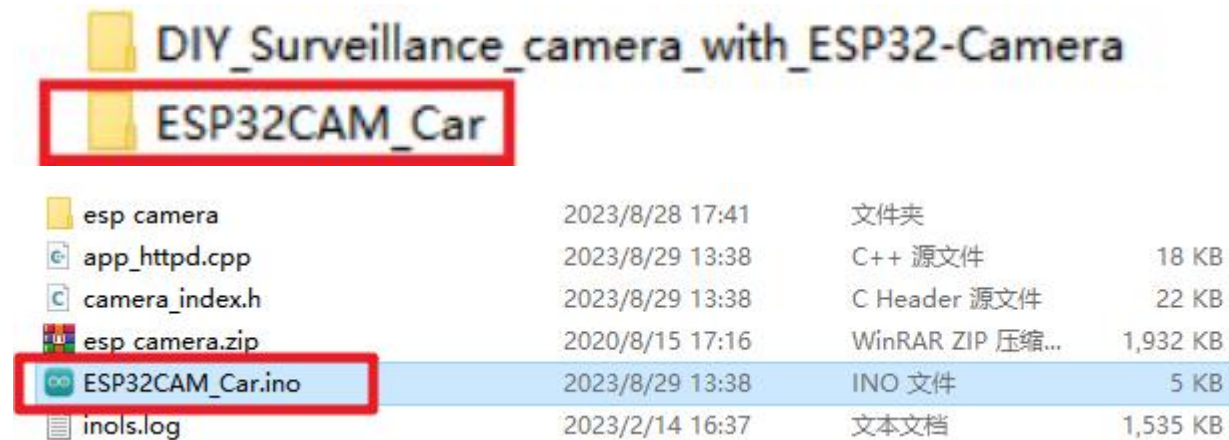 DIY_Surveillance_camera_with_ESP32-Camera
ESP32CAM_Car
esp camera 2023/8/28 17:41 文件夹
app_httpd.cpp 2023/8/29 13:38 C++ 源文件 18 KB
camera_index.h 2023/8/29 13:38 C Header 源文件 22 KB
esp camera.zip 2020/8/15 17:16 WinRAR ZIP 压缩... 1,932 KB
ESP32CAM_Car.ino 2023/8/29 13:38 INO 文件 5 KB
inols.log 2023/2/14 16:37 文本文档 1,535 KB